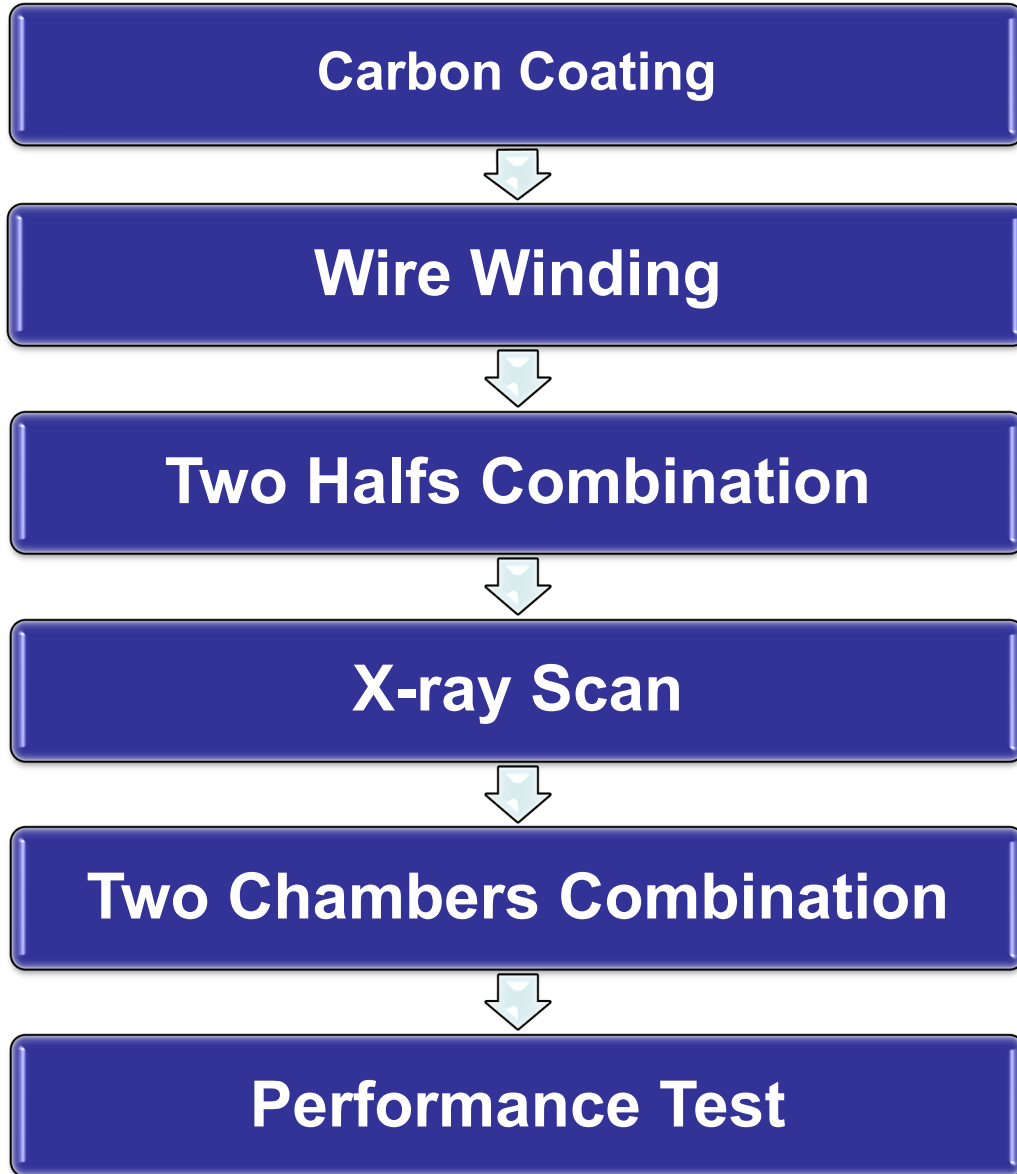 Carbon Coating
Wire Winding
Two Halfs Combination
X-ray Scan
Two Chambers Combination
Performance Test